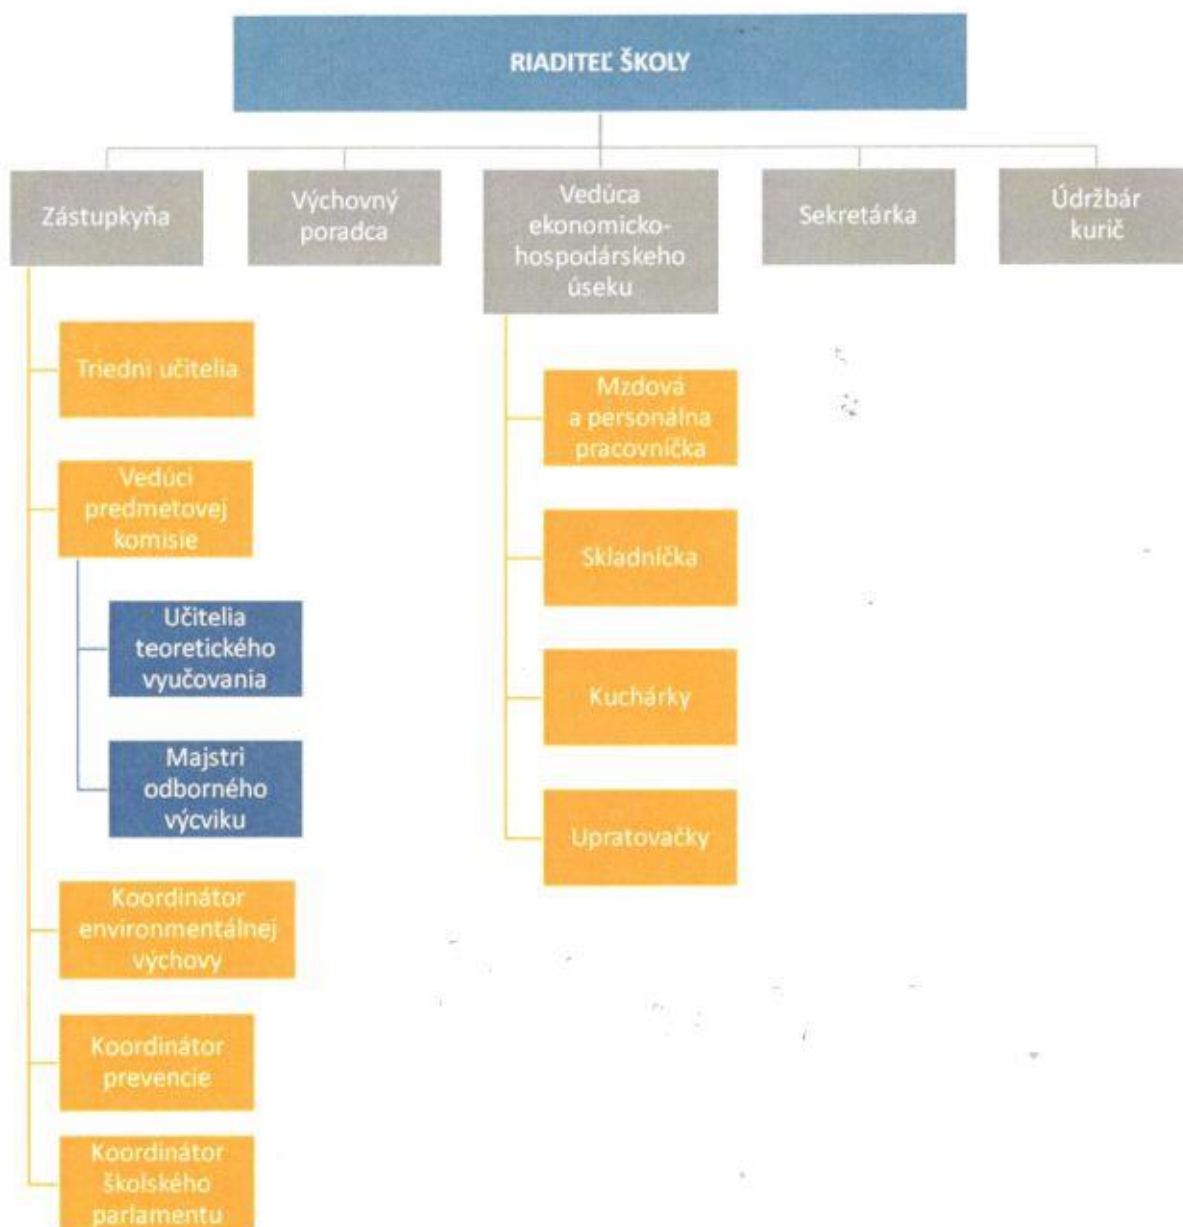 RIADITEĽ ŠKOLY
Zástupkyňa
Výchovný
poradca
Vedúca
ekonomicko-
hospodárskeho
úseku
Sekretárka
Údržbár
kurič
Triedni učitelia
Vedúci
predmetovej
komisie
Učitelia
teoretického
vyučovania
Majstri
odborného
výcviku
Koordinátor
environmentálnej
výchovy
Koordinátor
prevencie
Koordinátor
školského
parlamentu
Mzdová
a personálna
pracovníčka
Skladníčka
Kuchárky
Upratovačky